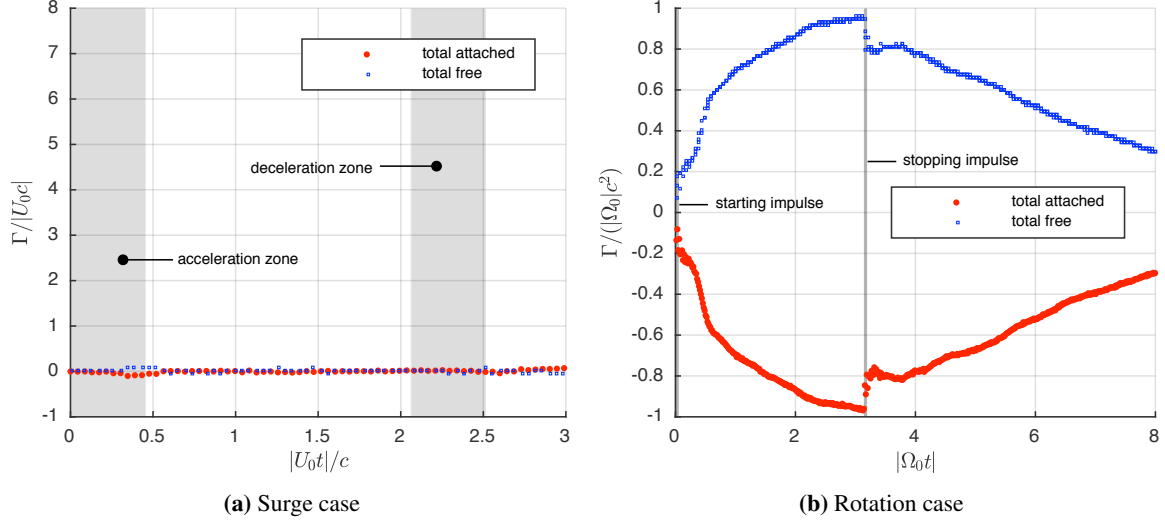 8
7
6
5
4
3
2
1
0
-1
Γ/|U₀c|
total attached
total free
deceleration zone
acceleration zone
0 0.5 1 1.5 2 2.5 3
|U₀t|/c
(a) Surge case
1
0.8
0.6
0.4
0.2
0
-0.2
-0.4
-0.6
-0.8
-1
Γ/(|Ω₀|c²)
stopping impulse
starting impulse
total attached
total free
0 2 4 6 8
|Ω₀t|
(b) Rotation case